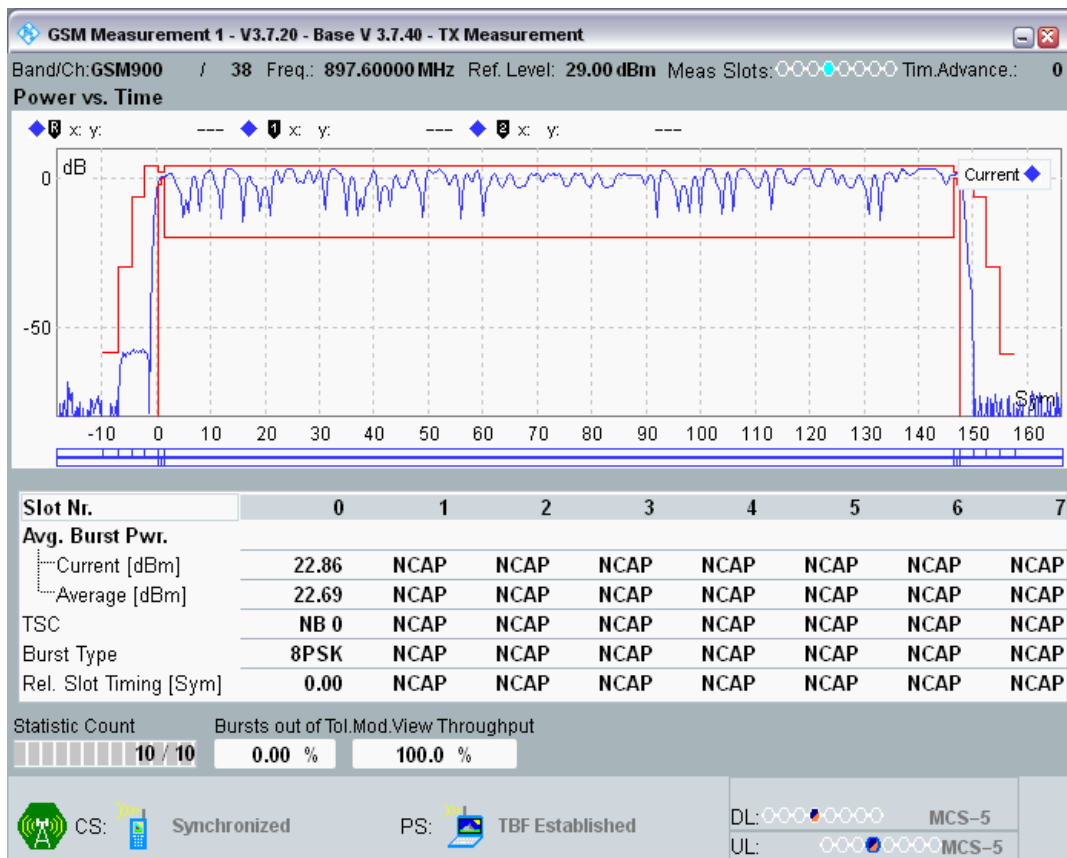 GSM Measurement 1 - V3.7.20 - Base V 3.7.40 - TX Measurement
Band/Ch:GSM900 / 38 Freq.: 897.60000 MHz Ref. Level: 29.00 dBm Meas Slots: Tim.Advance.: 0
Power vs. Time
R x: y: --- 1 x: y: --- 2 x: y: ---
dB
Current
0
-50
Sym
-10 0 10 20 30 40 50 60 70 80 90 100 110 120 130 140 150 160
Slot Nr. 0 1 2 3 4 5 6 7
Avg. Burst Pwr.
Current [dBm] 22.86 NCAP NCAP NCAP NCAP NCAP NCAP NCAP
Average [dBm] 22.69 NCAP NCAP NCAP NCAP NCAP NCAP NCAP
TSC NB 0 NCAP NCAP NCAP NCAP NCAP NCAP NCAP
Burst Type 8PSK NCAP NCAP NCAP NCAP NCAP NCAP NCAP
Rel. Slot Timing [Sym] 0.00 NCAP NCAP NCAP NCAP NCAP NCAP NCAP
Statistic Count Bursts out of Tol.Mod.View Throughput
10 / 10 0.00 % 100.0 %
CS: Synchronized PS: TBF Established
DL: MCS-5
UL: MCS-5